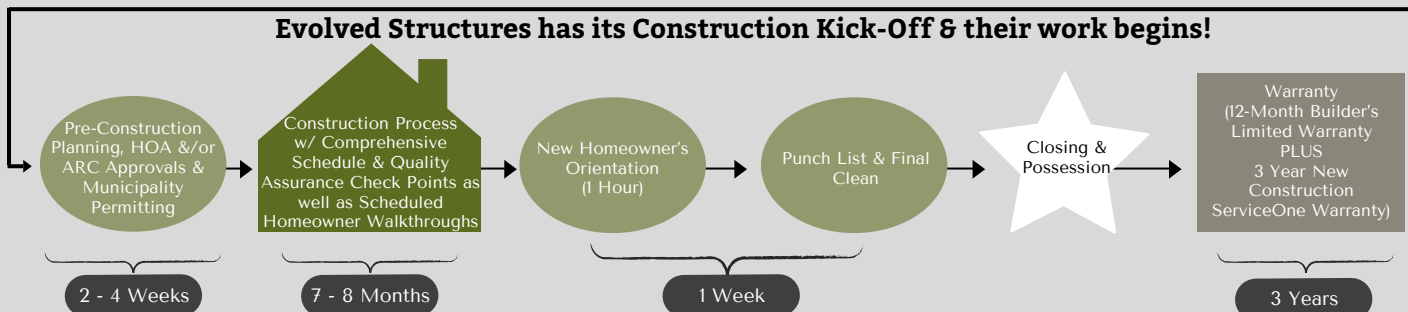 Evolved Structures has its Construction Kick-Off & their work begins!
Pre-Construction
Planning, HOA &/or
ARC Approvals &
Municipality
Permitting
Construction Process
w/ Comprehensive
Schedule & Quality
Assurance Check Points as
well as Scheduled
Homeowner Walkthroughs
New Homeowner's
Orientation
(1 Hour)
Punch List & Final
Clean
Closing &
Possession
Warranty
(12-Month Builder's
Limited Warranty
PLUS
3 Year New
Construction
ServiceOne Warranty)
2 - 4 Weeks
7 - 8 Months
1 Week
3 Years